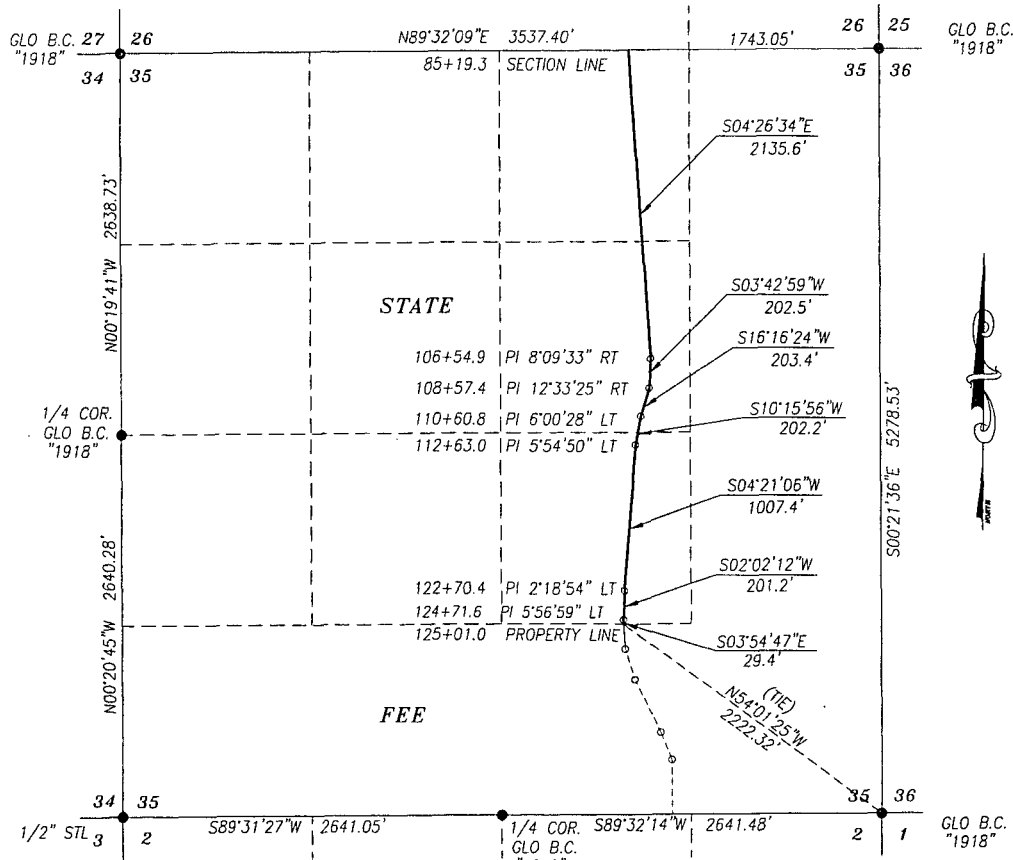 GLO B.C.
"1918"
27 26
34 35
N89°32'09"E 3537.40'
85+19.3 SECTION LINE
1743.05'
26 25
35 36
GLO B.C.
"1918"
S04°26'34"E
2135.6'
N00°19'41"W 2638.73'
STATE
S03°42'59"W
202.5'
S16°16'24"W
203.4'
106+54.9 PI 8°09'33" RT
108+57.4 PI 12°33'25" RT
110+60.8 PI 6°00'28" LT
112+63.0 PI 5°54'50" LT
S10°15'56"W
202.2'
1/4 COR.
GLO B.C.
"1918"
S00°21'36"E 5278.53'
NORTH
S04°21'06"W
1007.4'
N00°20'45"W 2640.28'
S02°02'12"W
201.2'
122+70.4 PI 2°18'54" LT
124+71.6 PI 5°56'59" LT
125+01.0 PROPERTY LINE
S03°54'47"E
29.4'
(TIE)
N54°01'25"W
2222.32'
FEE
34 35
3 2
1/2" STL
S89°31'27"W 2641.05'
1/4 COR.
GLO B.C.
S89°32'14"W 2641.48'
35 36
2 1
GLO B.C.
"1918"